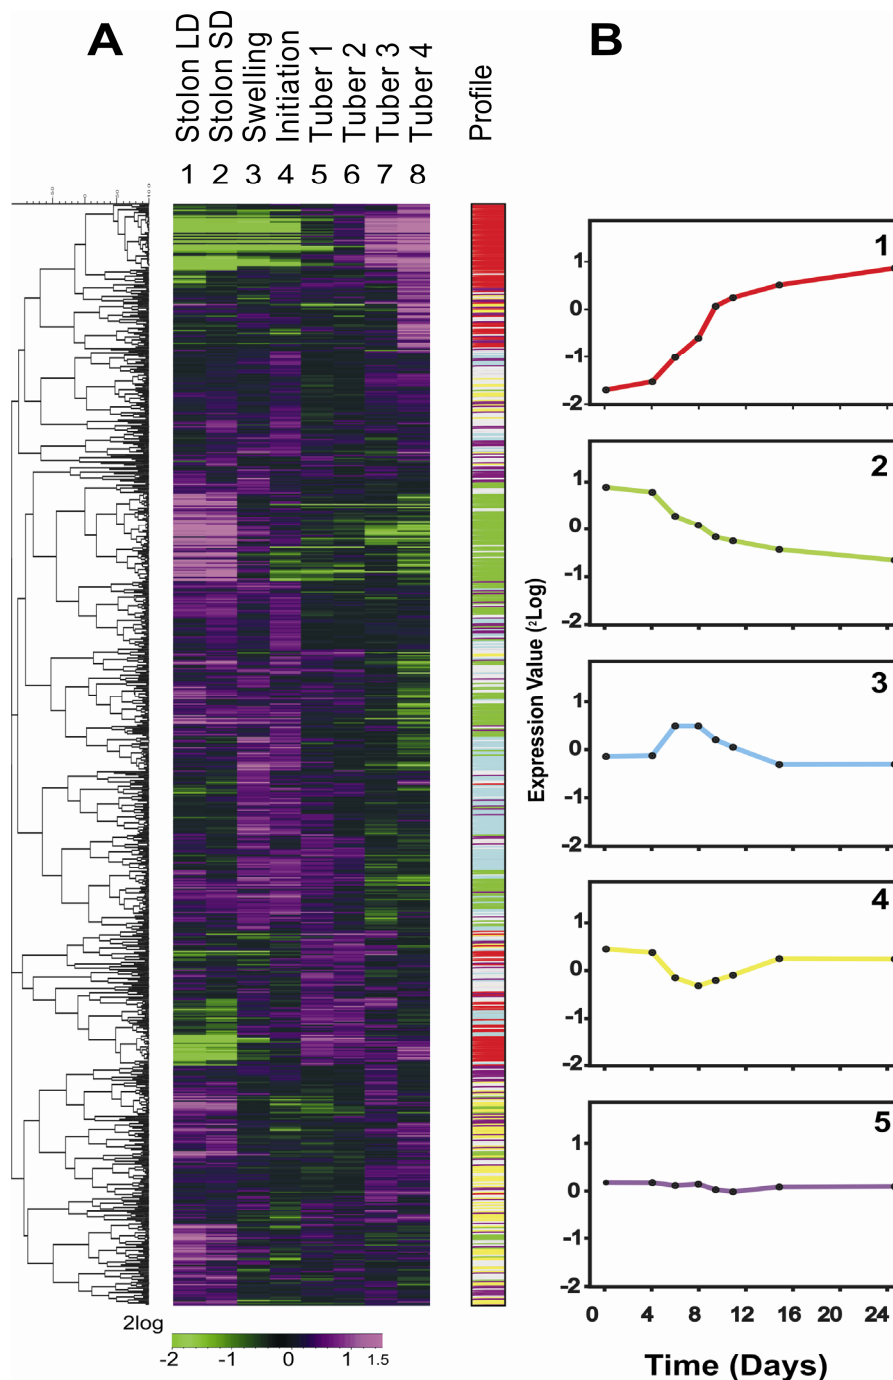 A
B
Stolon LD
Stolon SD
Swelling
Initiation
Tuber 1
Tuber 2
Tuber 3
Tuber 4
Profile
1 2 3 4 5 6 7 8
1
1
0
-1
-2
2
1
0
-1
-2
3
1
0
-1
-2
4
1
0
-1
-2
5
1
0
-1
-2
Expression Value (²Log)
0 4 8 12 16 20 24
Time (Days)
2log
-2 -1 0 1 1.5